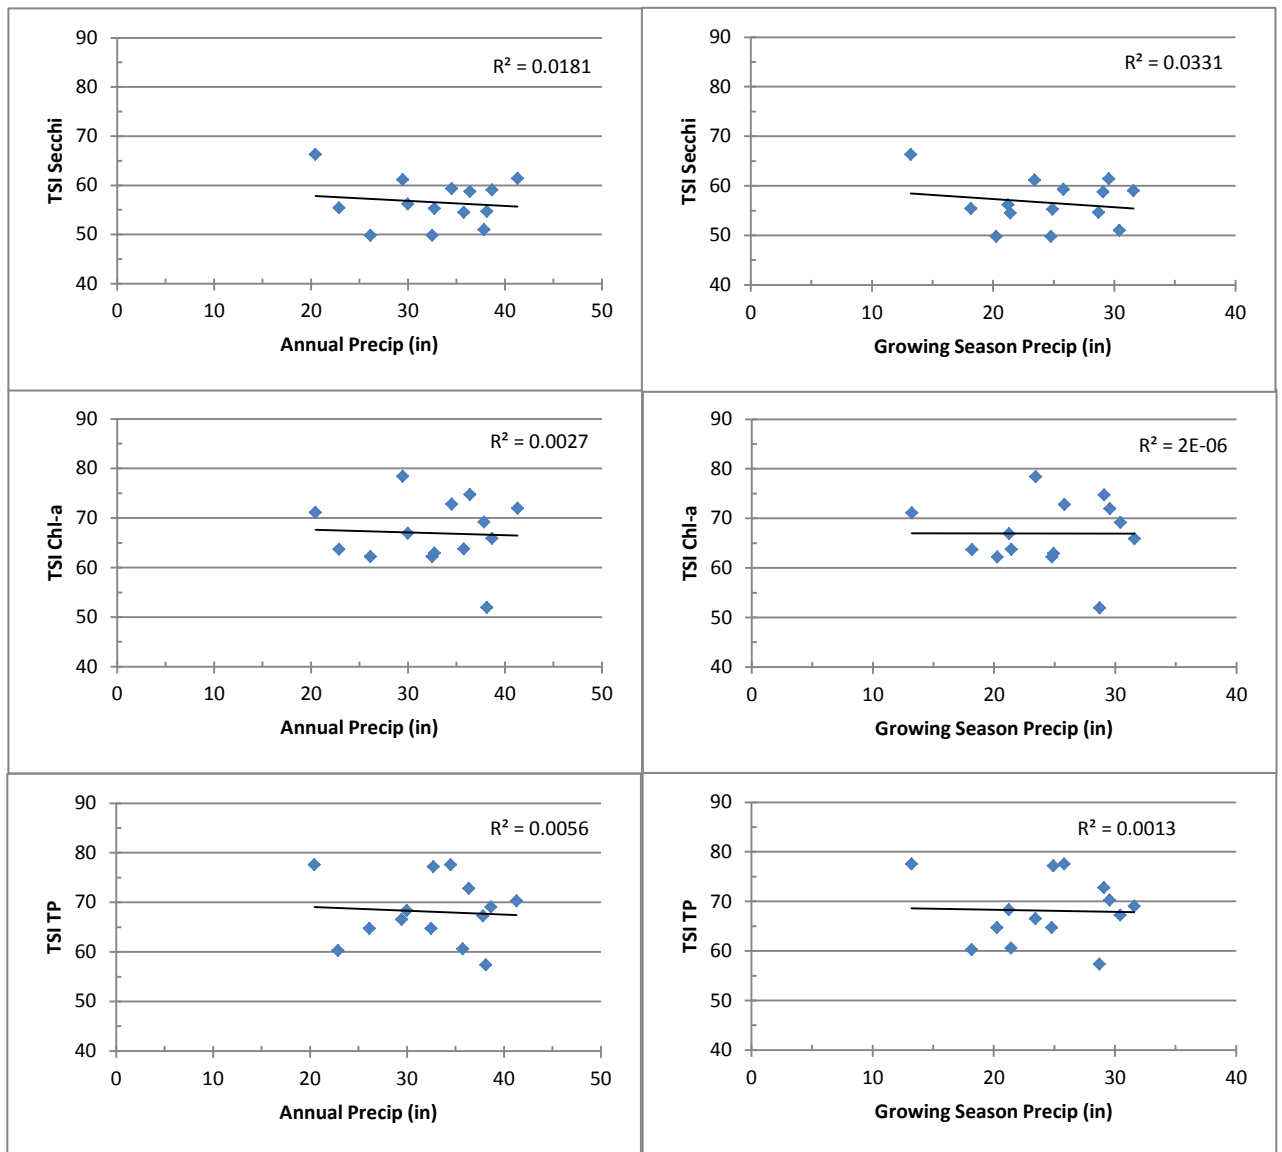 90
80
70
60
50
40
TSI Secchi
R² = 0.0181
0 10 20 30 40 50
Annual Precip (in)
90
80
70
60
50
40
TSI Secchi
R² = 0.0331
0 10 20 30 40
Growing Season Precip (in)
90
80
70
60
50
40
TSI Chl-a
R² = 0.0027
0 10 20 30 40 50
Annual Precip (in)
90
80
70
60
50
40
TSI Chl-a
R² = 2E-06
0 10 20 30 40
Growing Season Precip (in)
90
80
70
60
50
40
TSI TP
R² = 0.0056
0 10 20 30 40 50
Annual Precip (in)
90
80
70
60
50
40
TSI TP
R² = 0.0013
0 10 20 30 40
Growing Season Precip (in)